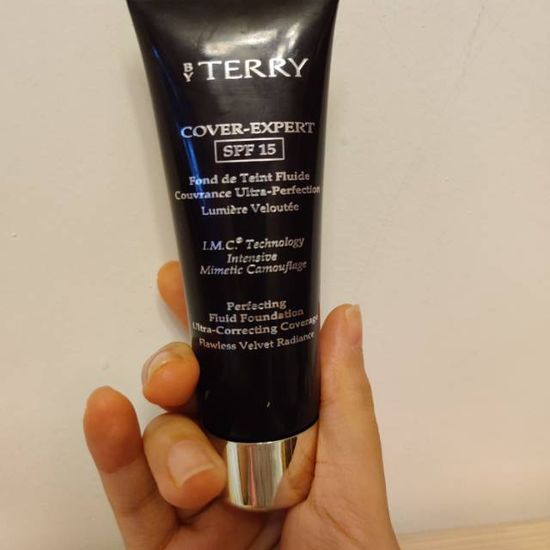 BY TERRY
COVER-EXPERT
SPF 15
Fond de Teint Fluide
Couvrance Ultra-Perfection
Lumière Veloutée
I.M.C.® Technology
Intensive
Mimetic Camouflage
Perfecting
Fluid Foundation
Ultra-Correcting Coverage
Flawless Velvet Radiance